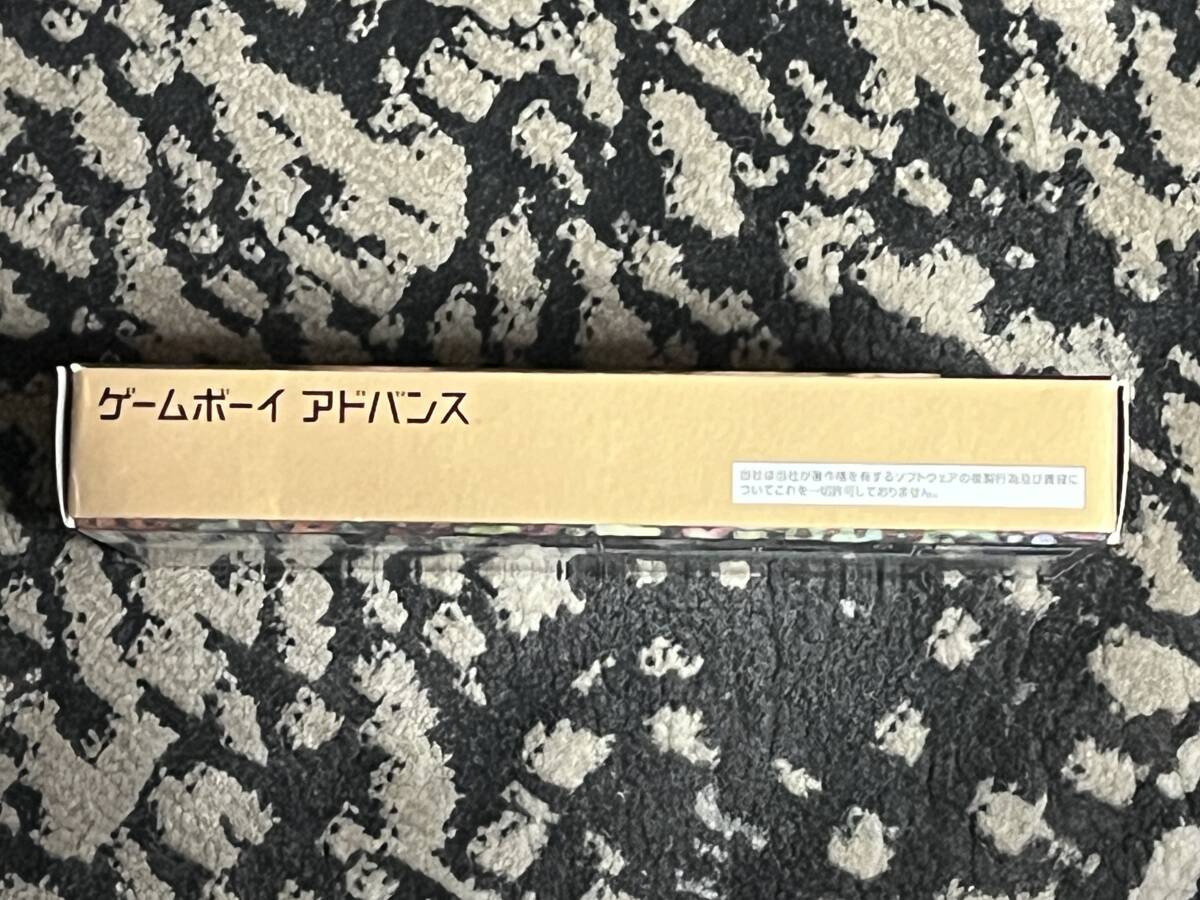 ゲームボーイ アドバンス
当社は当社が著作権を有するソフトウェアの複製行為及び賃貸に
ついてこれを一切許可しておりません。